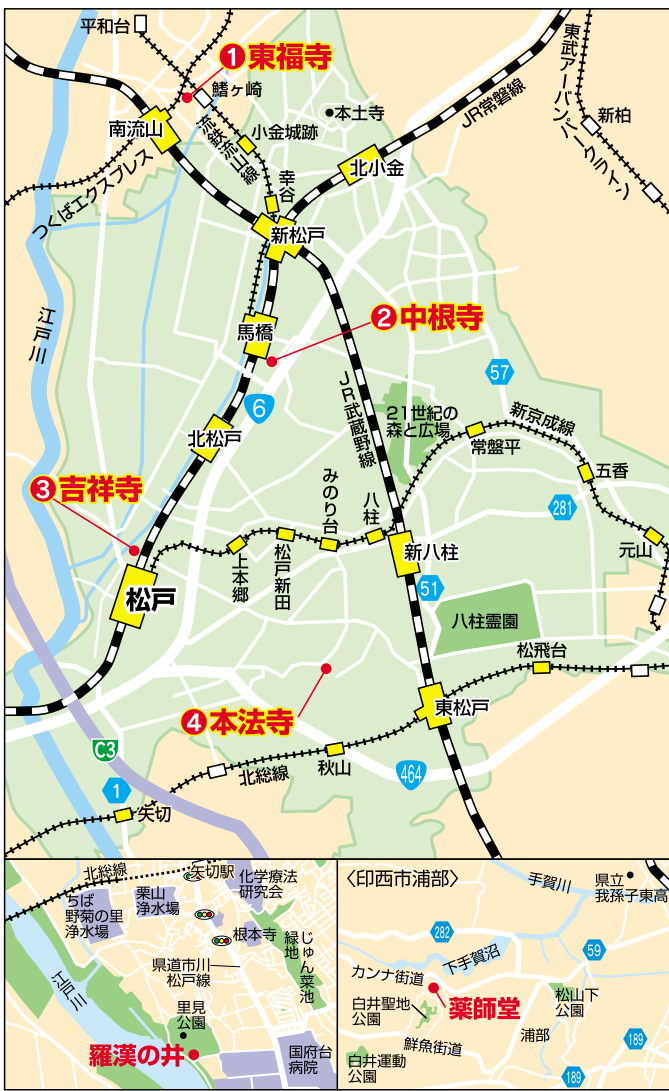 平和台
❶東福寺
鰭ヶ崎
南流山
流鉄流山線
小金城跡
本土寺
JR常磐線
東武アーバンパークライン
新柏
つくばエクスプレス
幸谷
北小金
新松戸
江戸川
馬橋
❷中根寺
6
JR武蔵野線
57
21世紀の
森と広場
新京成線
常盤平
北松戸
五香
❸吉祥寺
みのり台
八柱
281
元山
上本郷
松戸新田
新八柱
松戸
51
八柱霊園
松飛台
❹本法寺
東松戸
C3
北総線
秋山
464
1
矢切
北総線
矢切駅
化学療法
研究会
ちば
野菊の里
浄水場
栗山
浄水場
根本寺
じゅん菜池
緑地
県道市川
松戸線
江戸川
里見
公園
羅漢の井
国府台
病院
〈印西市浦部〉
手賀川
県立
我孫子東高
282
下手賀沼
59
カンナ街道
薬師堂
白井聖地
公園
松山下
公園
浦部
鮮魚街道
189
白井運動
公園
189